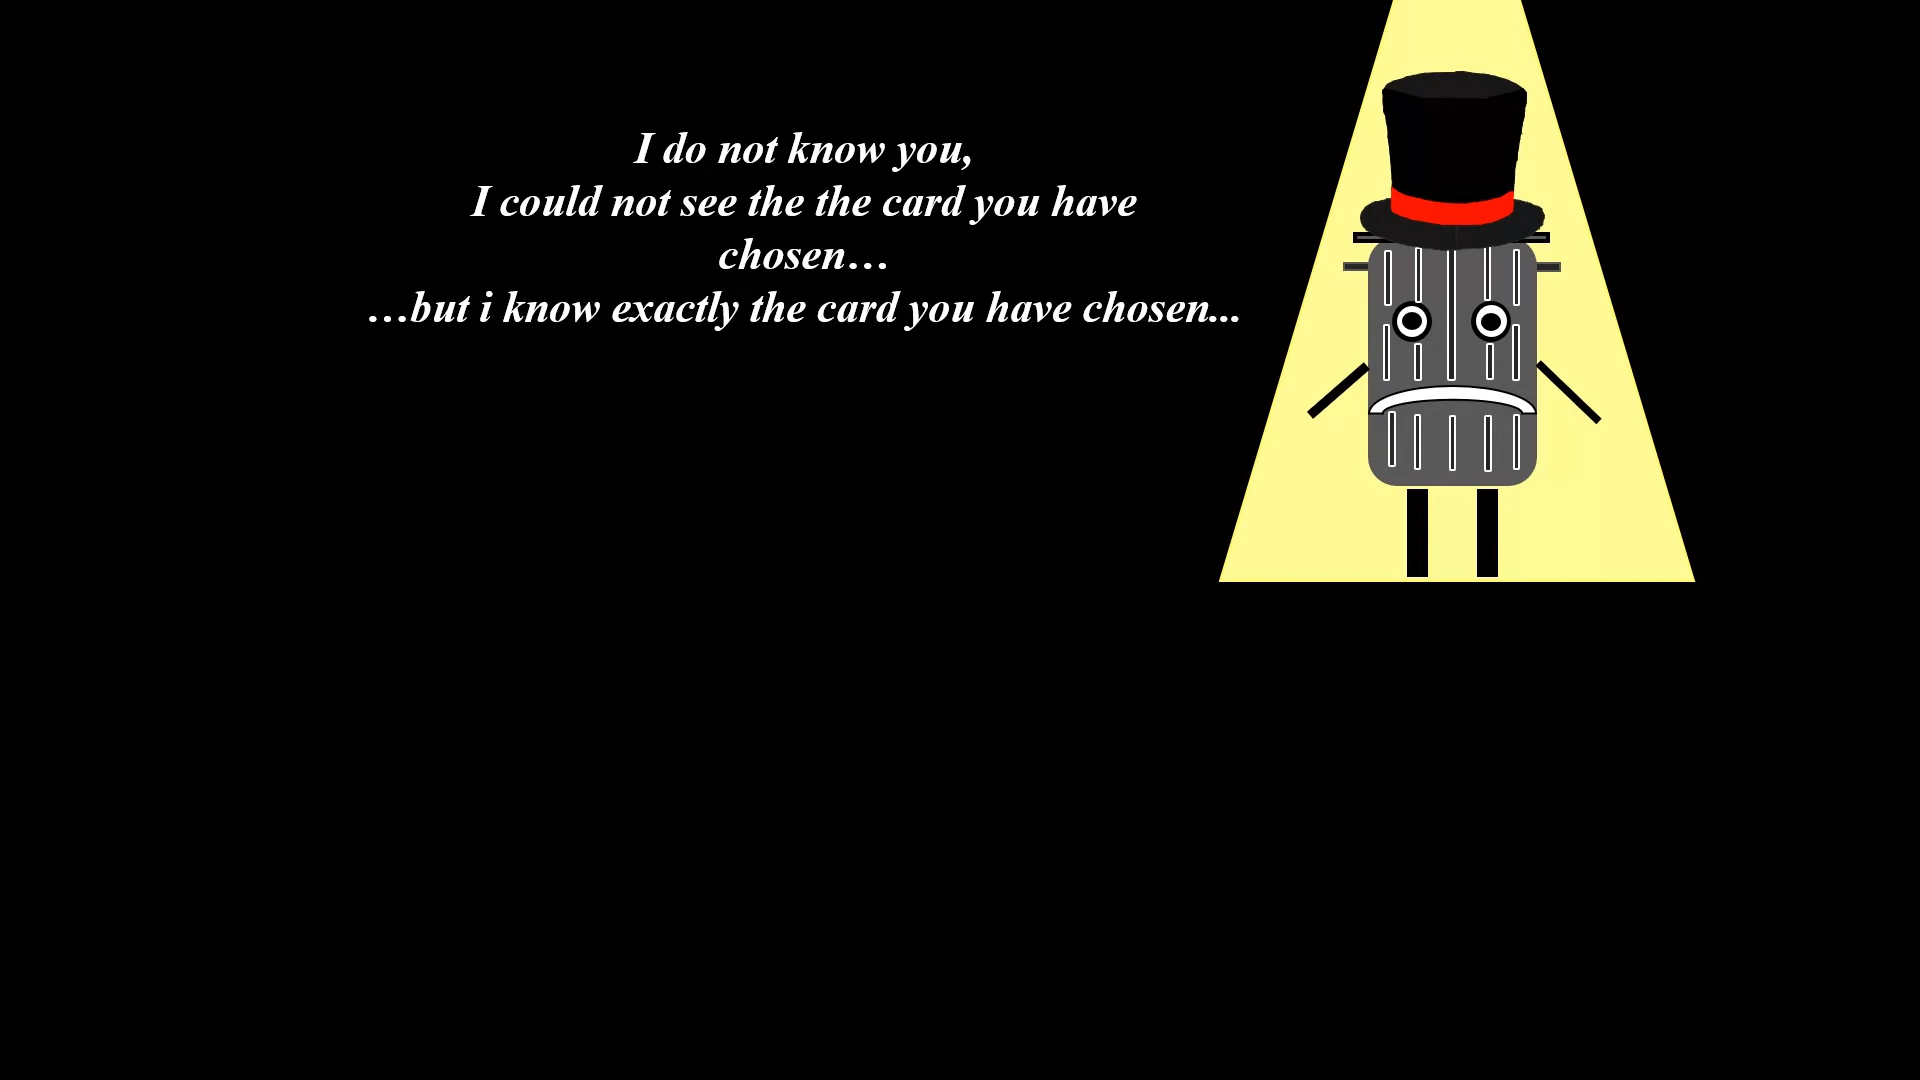 I do not know you,
I could not see the the card you have
chosen…
…but i know exactly the card you have chosen...